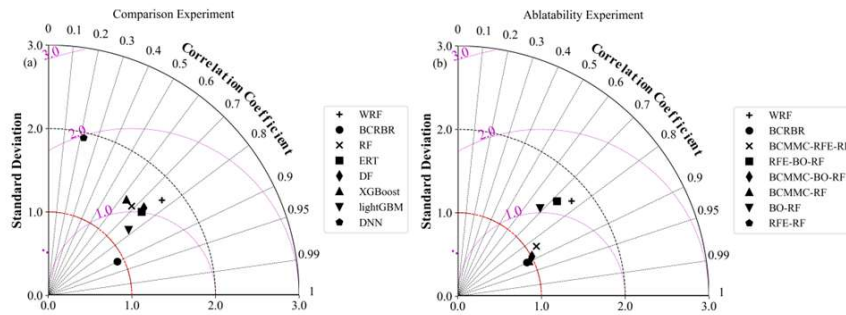 Comparison Experiment
(a)
Standard Deviation
3.0
2.0
1.0
0.0
0.0
1.0
2.0
3.0
0
0.1
0.2
0.3
0.4
0.5
0.6
0.7
0.8
0.9
0.95
0.99
1
Correlation Coefficient
3.0
2.0
1.0
WRF
BCRBR
RF
ERT
DF
XGBoost
lightGBM
DNN
Ablatability Experiment
(b)
Standard Deviation
3.0
2.0
1.0
0.0
0.0
1.0
2.0
3.0
0
0.1
0.2
0.3
0.4
0.5
0.6
0.7
0.8
0.9
0.95
0.99
1
Correlation Coefficient
3.0
2.0
1.0
WRF
BCRBR
BCMMC-RFE-RF
RFE-BO-RF
BCMMC-BO-RF
BCMMC-RF
BO-RF
RFE-RF